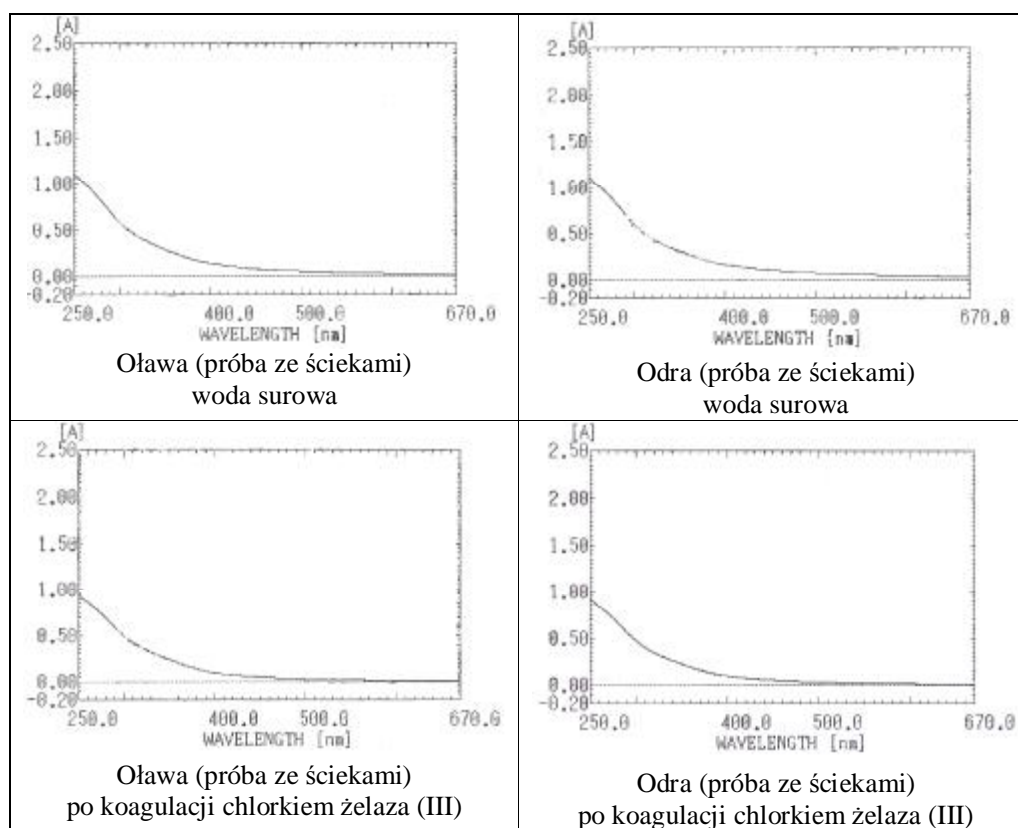 [A]
2.50
2.00
1.50
1.00
0.50
0.00
-0.20
250.0 400.0 500.0 670.0
WAVELENGTH [nm]
Oława (próba ze ściekami)
woda surowa
[A]
2.50
2.00
1.50
1.00
0.50
0.00
-0.20
250.0 400.0 500.0 670.0
WAVELENGTH [nm]
Odra (próba ze ściekami)
woda surowa
[A]
2.50
2.00
1.50
1.00
0.50
0.00
-0.20
250.0 400.0 500.0 670.0
WAVELENGTH [nm]
Oława (próba ze ściekami)
po koagulacji chlorkiem żelaza (III)
[A]
2.50
2.00
1.50
1.00
0.50
0.00
-0.20
250.0 400.0 500.0 670.0
WAVELENGTH [nm]
Odra (próba ze ściekami)
po koagulacji chlorkiem żelaza (III)